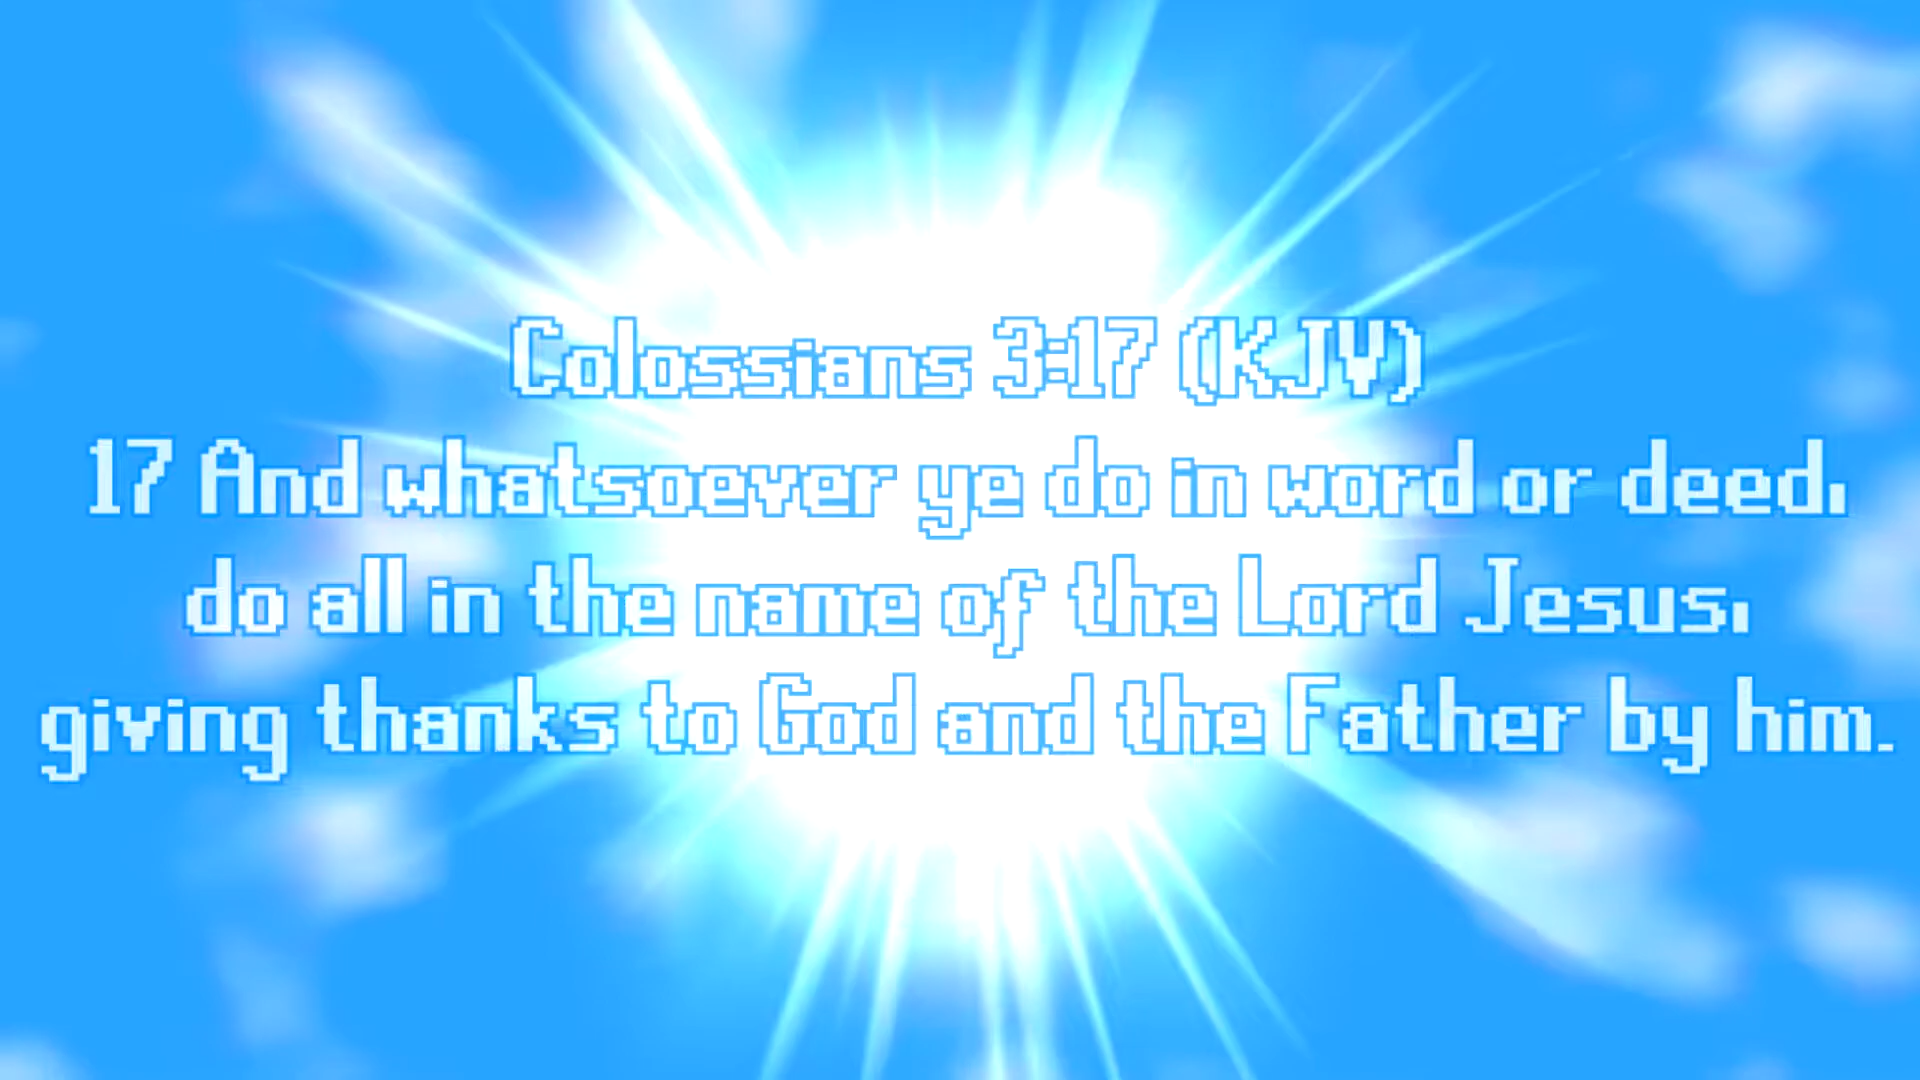 Colossians 3:17 (KJV)
17 And whatsoever ye do in word or deed,
do all in the name of the Lord Jesus,
giving thanks to God and the Father by him.